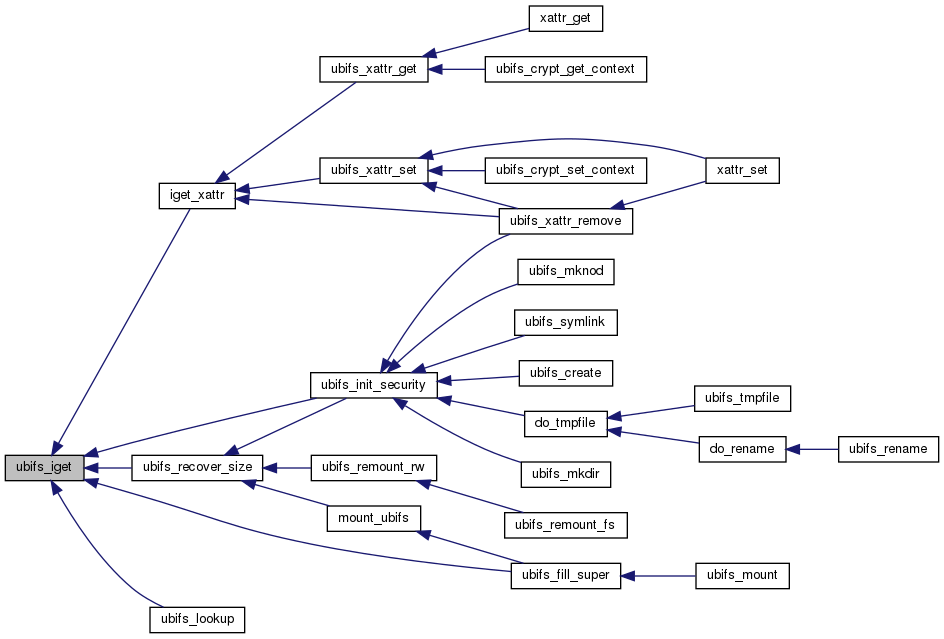 xattr_get
ubifs_xattr_get
ubifs_crypt_get_context
ubifs_xattr_set
ubifs_crypt_set_context
xattr_set
iget_xattr
ubifs_xattr_remove
ubifs_mknod
ubifs_symlink
ubifs_create
ubifs_init_security
ubifs_tmpfile
do_tmpfile
do_rename
ubifs_rename
ubifs_iget
ubifs_recover_size
ubifs_remount_rw
ubifs_mkdir
mount_ubifs
ubifs_remount_fs
ubifs_fill_super
ubifs_mount
ubifs_lookup